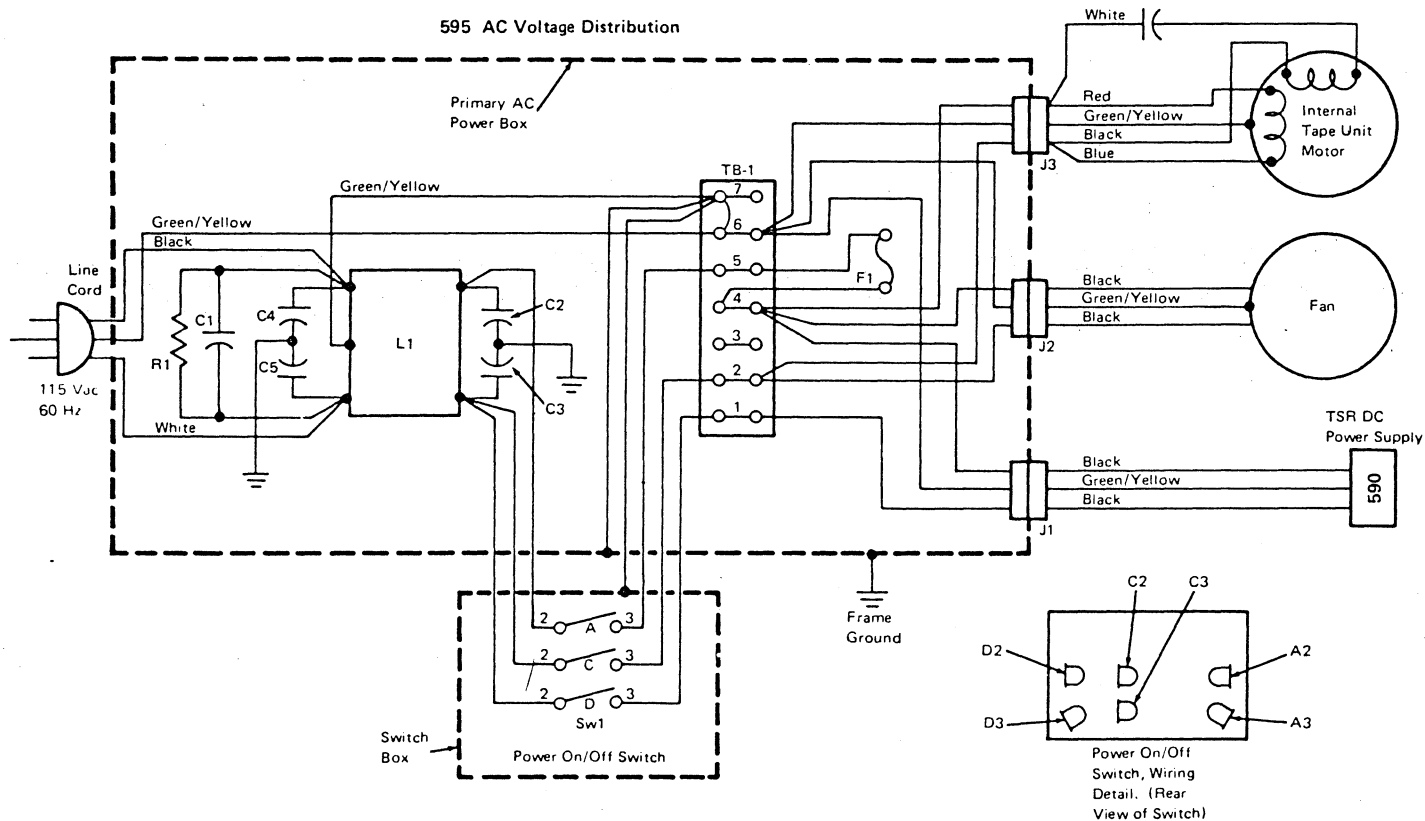 595 AC Voltage Distribution
White
Primary AC
Power Box
Red
Green/Yellow
Black
Blue
J3
Internal
Tape Unit
Motor
TB-1
7
6
5
4
3
2
1
Green/Yellow
Green/Yellow
Black
Line
Cord
115 Vac
60 Hz
White
R1
C1
C4
C5
L1
C2
C3
F1
Black
Green/Yellow
Black
J2
Fan
TSR DC
Power Supply
590
Black
Green/Yellow
Black
J1
Frame
Ground
2 A 3
2 C 3
2 D 3
Sw1
Power On/Off Switch
Switch
Box
C2
C3
D2
A2
D3
A3
Power On/Off
Switch, Wiring
Detail. (Rear
View of Switch)